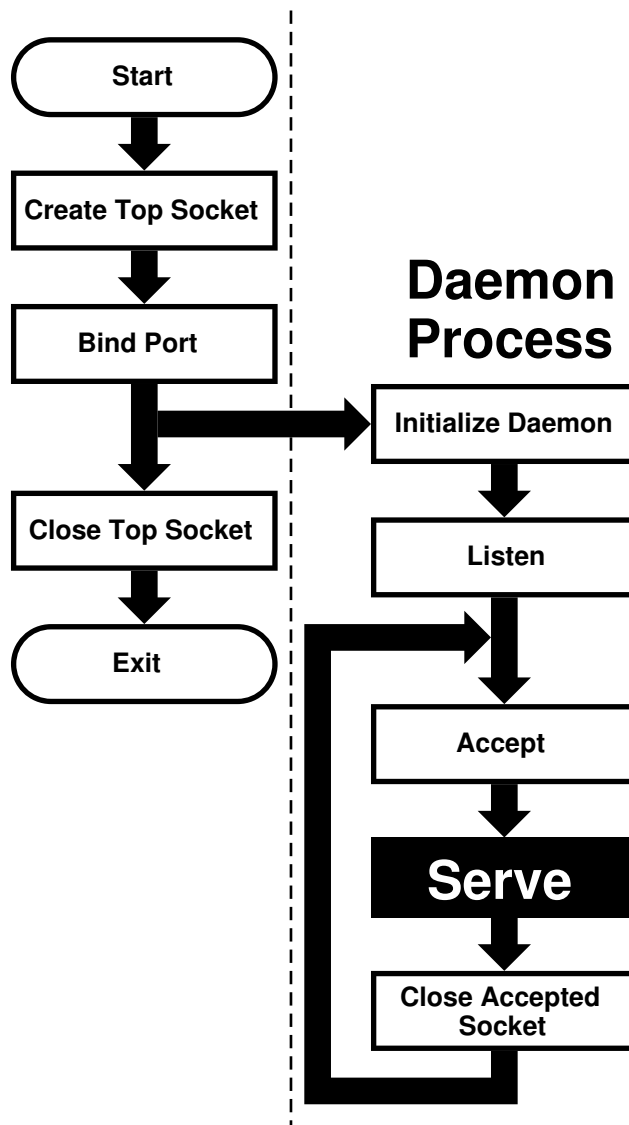 Start
Create Top Socket
Bind Port
Close Top Socket
Exit
Daemon
Process
Initialize Daemon
Listen
Accept
Serve
Close Accepted
Socket